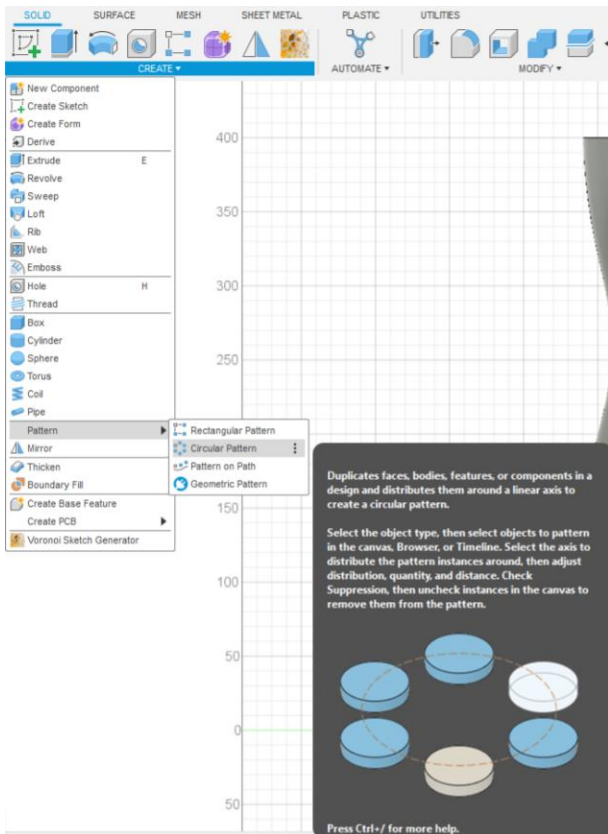 SOLID SURFACE MESH SHEET METAL PLASTIC UTILITIES
CREATE AUTOMATE MODIFY
New Component
Create Sketch
Create Form
Derive
Extrude E
Revolve
Sweep
Loft
Rib
Web
Emboss
Hole H
Thread
Box
Cylinder
Sphere
Torus
Coil
Pipe
Pattern
Mirror
Thicken
Boundary Fill
Create Base Feature
Create PCB
Voronoi Sketch Generator
Rectangular Pattern
Circular Pattern
Pattern on Path
Geometric Pattern
400
350
300
250
150
100
50
0
50
Duplicates faces, bodies, features, or components in a
design and distributes them around a linear axis to
create a circular pattern.
Select the object type, then select objects to pattern
in the canvas, Browser, or Timeline. Select the axis to
distribute the pattern instances around, then adjust
distribution, quantity, and distance. Check
Suppression, then uncheck instances in the canvas to
remove them from the pattern.
Press Ctrl+/ for more help.